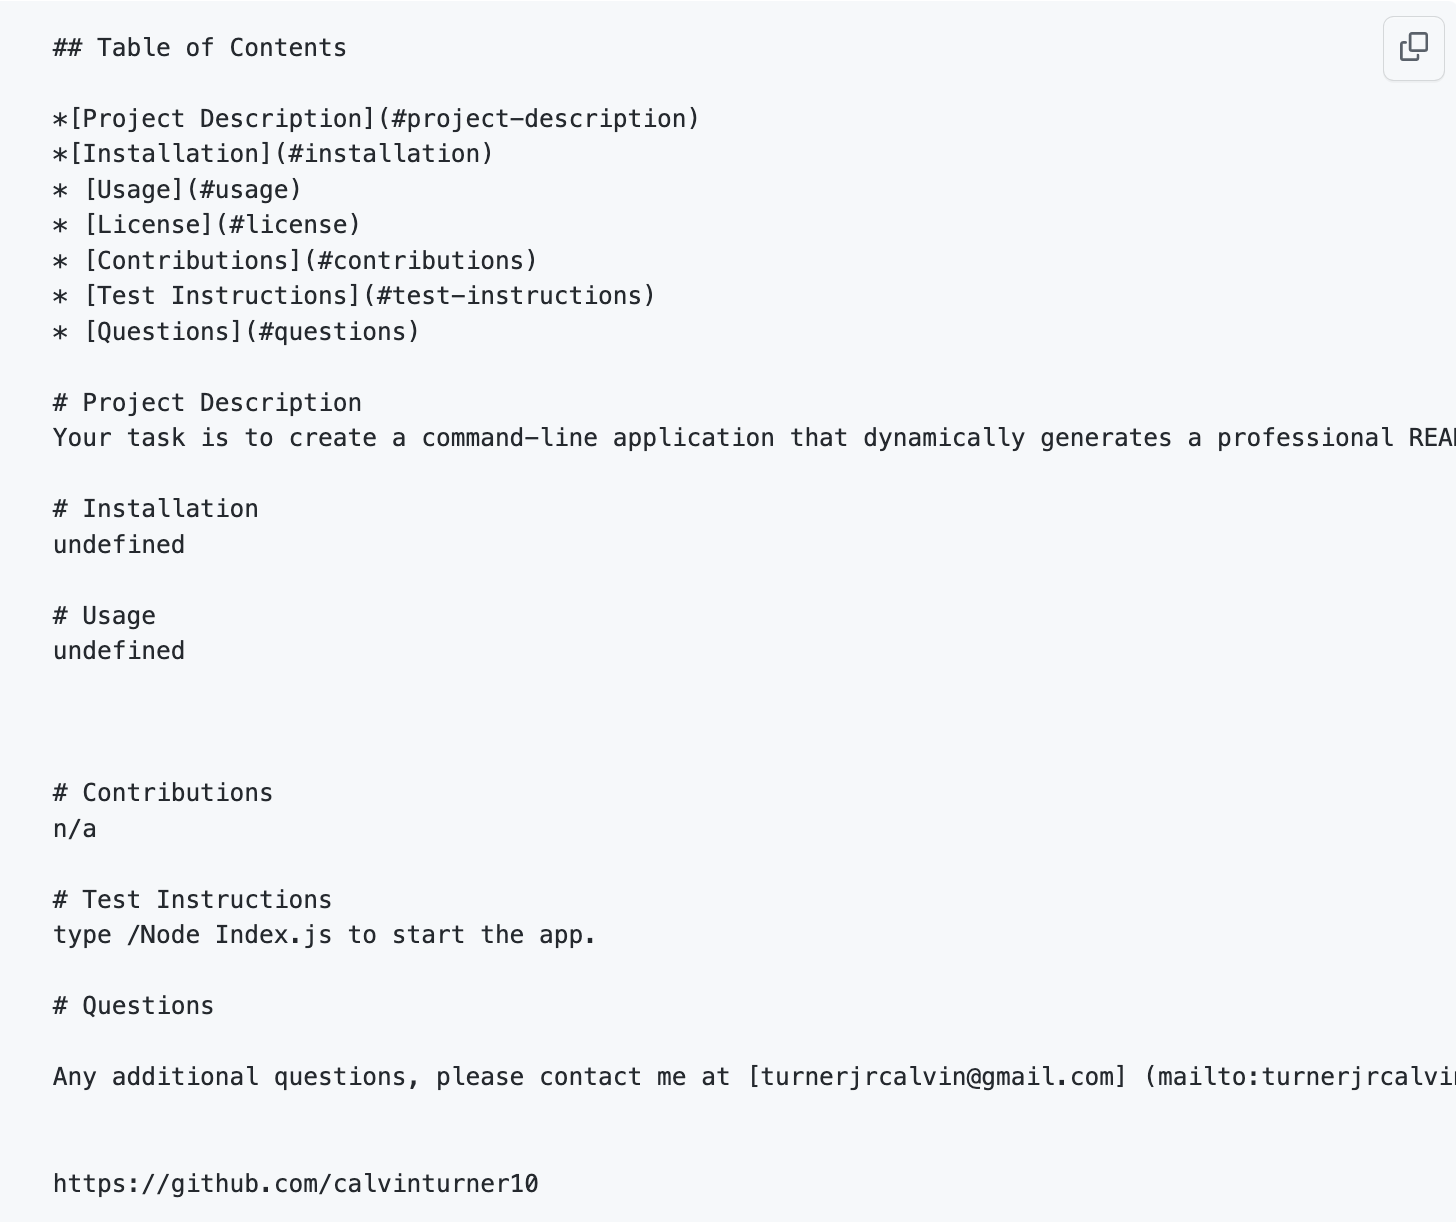 ## Table of Contents
*[Project Description](#project-description)
*[Installation](#installation)
* [Usage](#usage)
* [License](#license)
* [Contributions](#contributions)
* [Test Instructions](#test-instructions)
* [Questions](#questions)
# Project Description
Your task is to create a command-line application that dynamically generates a professional
# Installation
undefined
# Usage
undefined
# Contributions
n/a
# Test Instructions
type /Node Index.js to start the app.
# Questions
Any additional questions, please contact me at [turnerjrcalvin@gmail.com] (mailto:turnerjrcalvi
https://github.com/calvinturner10